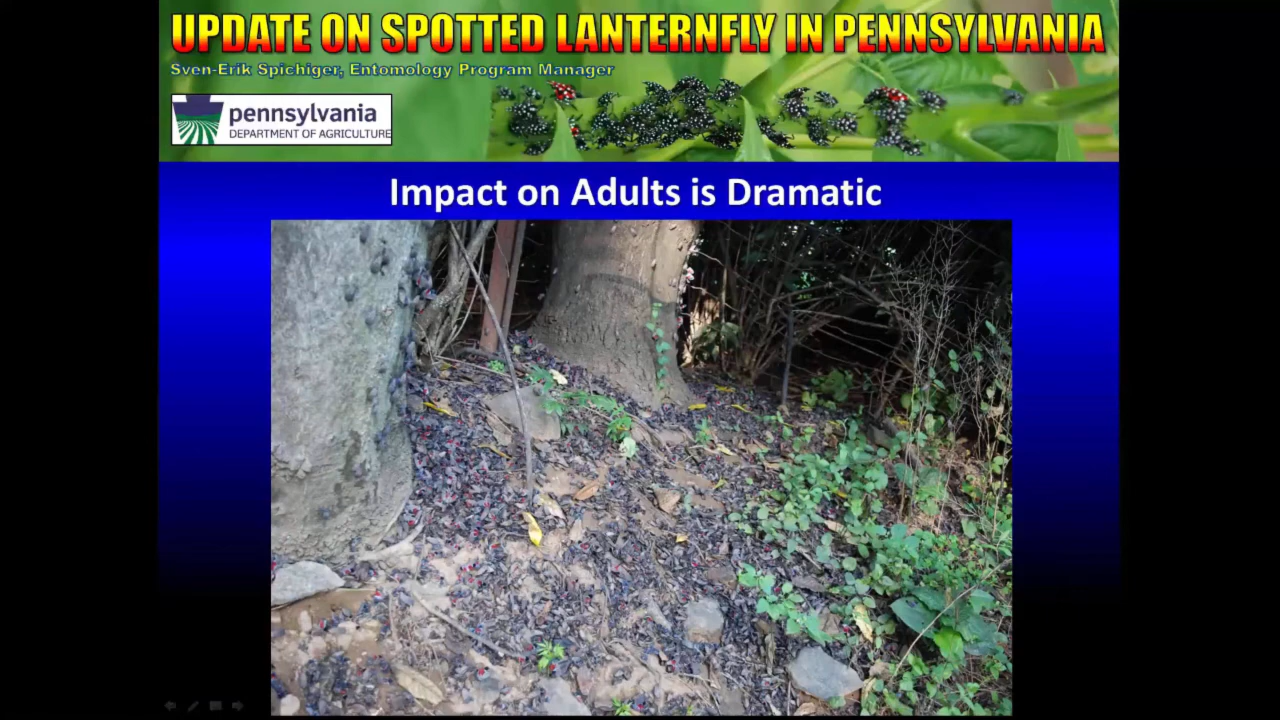 UPDATE ON SPOTTED LANTERNFLY IN PENNSYLVANIA
Sven-Erik Spichiger, Entomology Program Manager
pennsylvania
DEPARTMENT OF AGRICULTURE
Impact on Adults is Dramatic